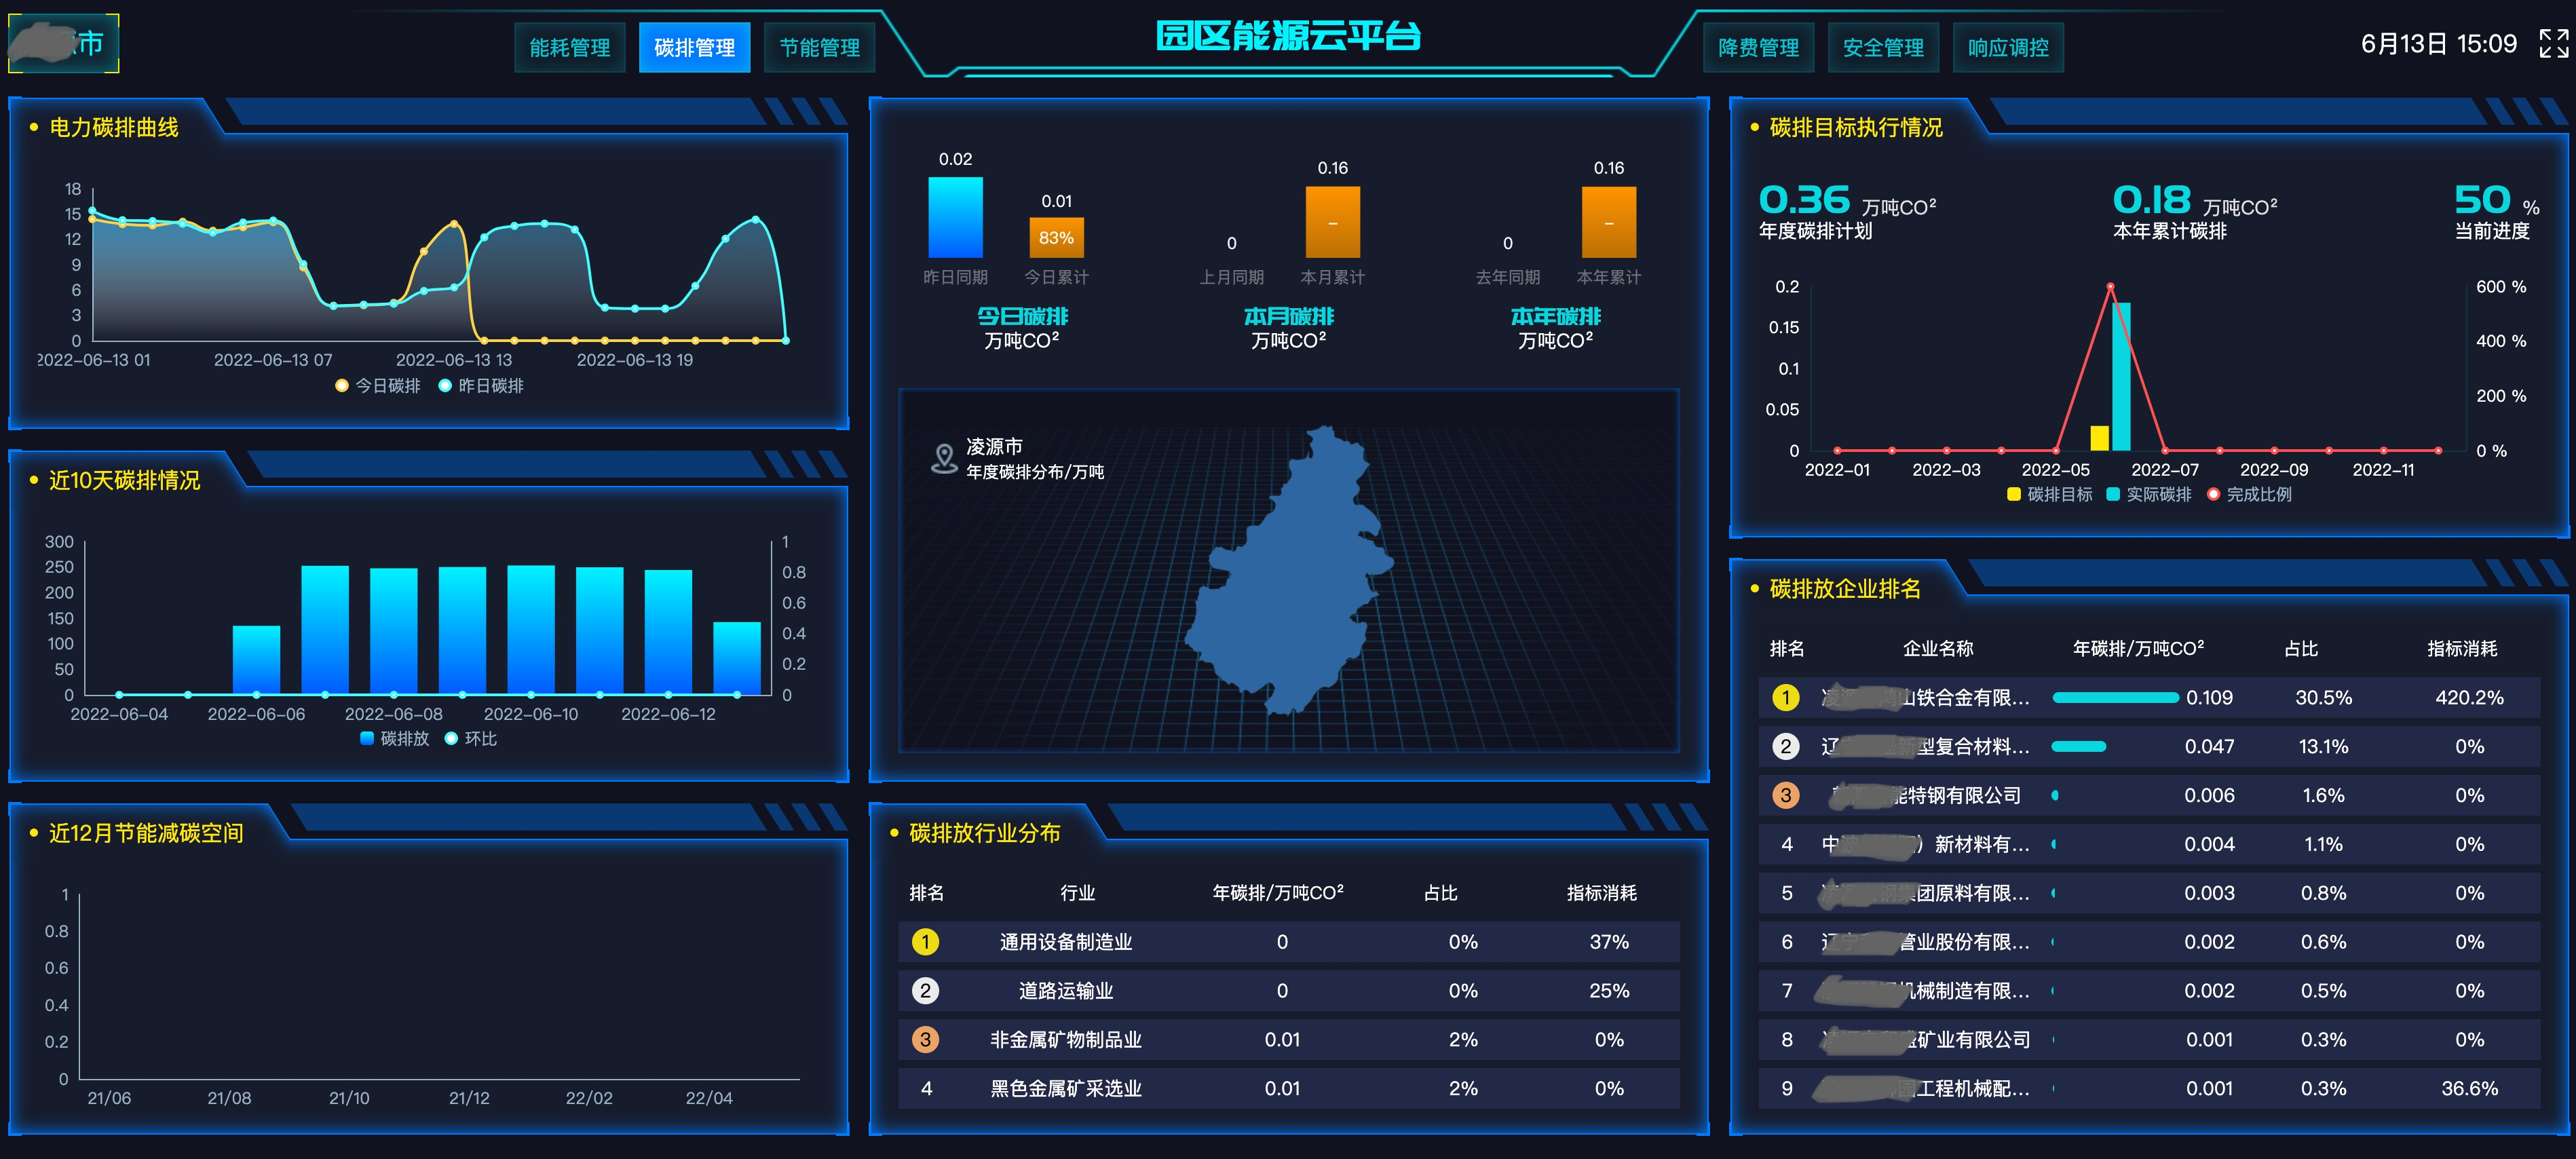 市
能耗管理 碳排管理 节能管理
园区能源云平台
降费管理 安全管理 响应调控
6月13日 15:09
电力碳排曲线
18
15
12
9
6
3
0
2022-06-13 01 2022-06-13 07 2022-06-13 13 2022-06-13 19
今日碳排 昨日碳排
近10天碳排情况
300 1
250 0.8
200 0.6
150 0.4
100 0.2
50
0 0
2022-06-04 2022-06-06 2022-06-08 2022-06-10 2022-06-12
碳排放 环比
近12月节能减碳空间
1
0.8
0.6
0.4
0.2
0
21/06 21/08 21/10 21/12 22/02 22/04
0.02 0.01 83%
昨日同期 今日累计
今日碳排
万吨CO²
0 0.16 –
上月同期 本月累计
本月碳排
万吨CO²
0 0.16 –
去年同期 本年累计
本年碳排
万吨CO²
凌源市
年度碳排分布/万吨
碳排放行业分布
排名 行业 年碳排/万吨CO² 占比 指标消耗
1 通用设备制造业 0 0% 37%
2 道路运输业 0 0% 25%
3 非金属矿物制品业 0.01 2% 0%
4 黑色金属矿采选业 0.01 2% 0%
碳排目标执行情况
0.36 万吨CO² 0.18 万吨CO² 50 %
年度碳排计划 本年累计碳排 当前进度
0.2 600 %
0.15 400 %
0.1 200 %
0.05
0 0 %
2022-01 2022-03 2022-05 2022-07 2022-09 2022-11
碳排目标 实际碳排 完成比例
碳排放企业排名
排名 企业名称 年碳排/万吨CO² 占比 指标消耗
1 山铁合金有限... 0.109 30.5% 420.2%
2 辽 新型复合材料... 0.047 13.1% 0%
3 能特钢有限公司 0.006 1.6% 0%
4 中 ）新材料有... 0.004 1.1% 0%
5 集团原料有限... 0.003 0.8% 0%
6 辽宁 管业股份有限... 0.002 0.6% 0%
7 机械制造有限... 0.002 0.5% 0%
8 矿业有限公司 0.001 0.3% 0%
9 工程机械配... 0.001 0.3% 36.6%